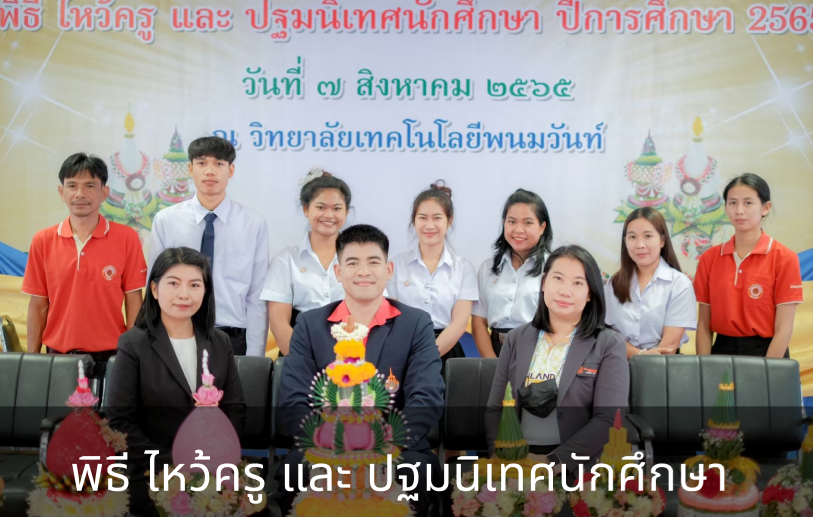 พิธี ไหว้ครู และ ปฐมนิเทศนักศึกษา ปีการศึกษา 2565
วันที่ ๗ สิงหาคม ๒๕๖๕
ณ วิทยาลัยเทคโนโลยีพนมวันท์
พิธี ไหว้ครู และ ปฐมนิเทศนักศึกษา